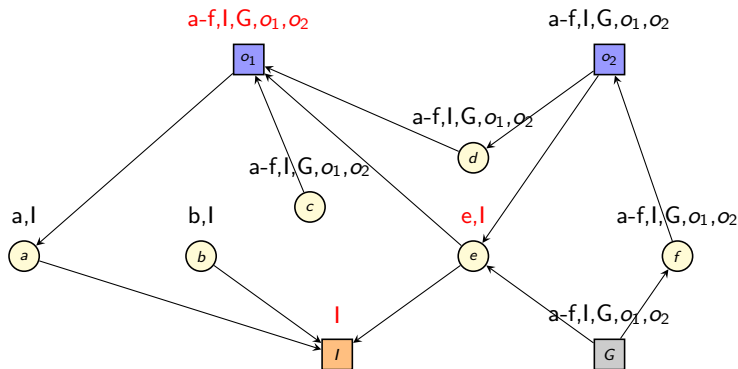 a-f,I,G,o₁,o₂
a-f,I,G,o₁,o₂
o₁
o₂
a-f,I,G,o₁,o₂
d
a-f,I,G,o₁,o₂
c
a,I
b,I
e,I
a-f,I,G,o₁,o₂
a
b
e
f
I
a-f,I,G,o₁,o₂
I
G